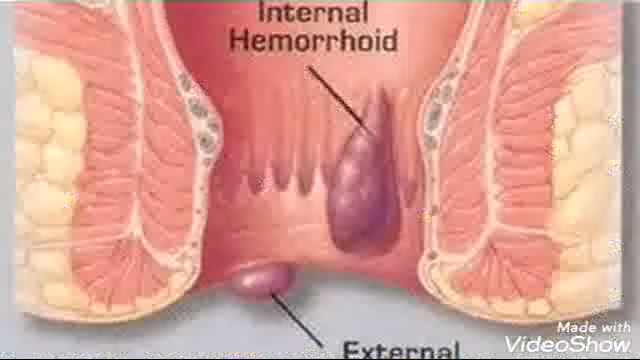 Internal
Hemorrhoid
External
Made with
VideoShow